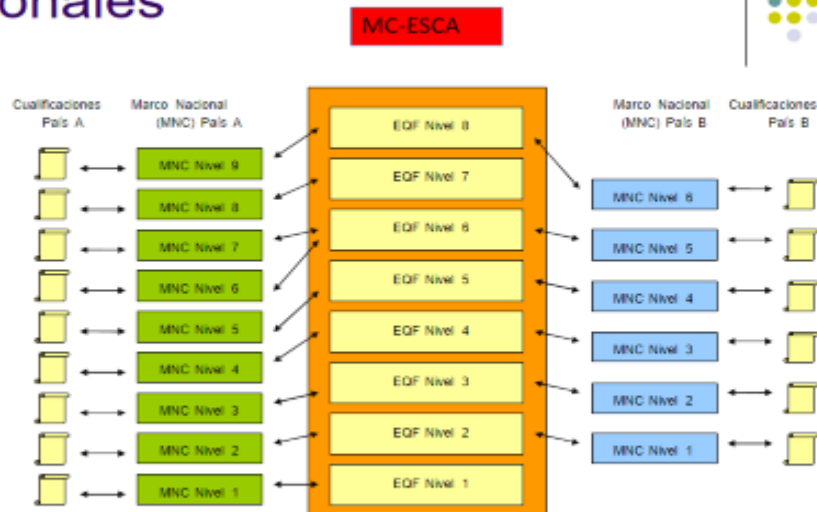 onales
MC-ESCA
Cualificaciones
País A
Marco Nacional
(MNC) País A
Marco Nacional
(MNC) País B
Cualificaciones
País B
EQF Nivel 8
EQF Nivel 7
EQF Nivel 6
EQF Nivel 5
EQF Nivel 4
EQF Nivel 3
EQF Nivel 2
EQF Nivel 1
MNC Nivel 9
MNC Nivel 8
MNC Nivel 7
MNC Nivel 6
MNC Nivel 5
MNC Nivel 4
MNC Nivel 3
MNC Nivel 2
MNC Nivel 1
MNC Nivel 6
MNC Nivel 5
MNC Nivel 4
MNC Nivel 3
MNC Nivel 2
MNC Nivel 1